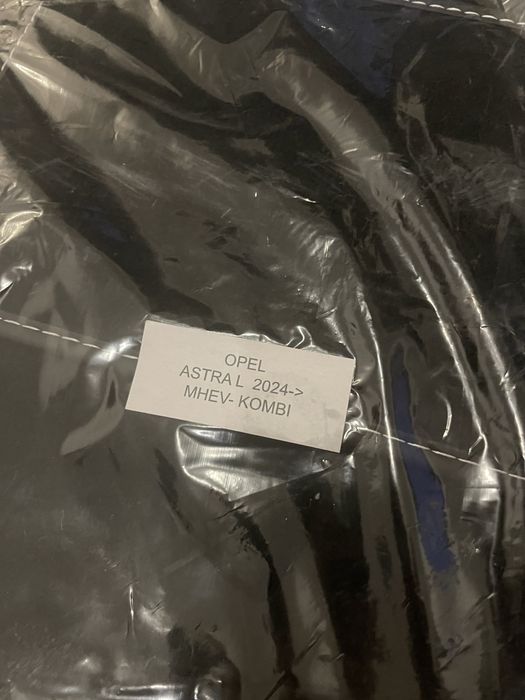 OPEL
ASTRA L 2024->
MHEV- KOMBI